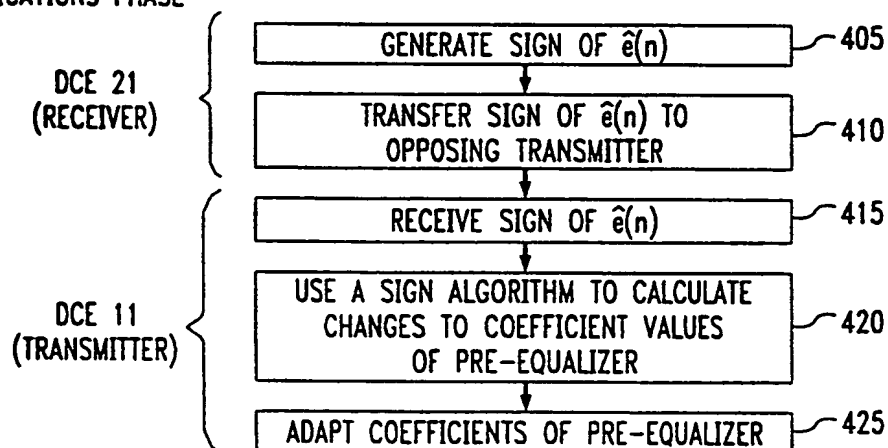 GENERATE SIGN OF ê(n)
405
DCE 21
(RECEIVER)
TRANSFER SIGN OF ê(n) TO
OPPOSING TRANSMITTER
410
RECEIVE SIGN OF ê(n)
415
DCE 11
(TRANSMITTER)
USE A SIGN ALGORITHM TO CALCULATE
CHANGES TO COEFFICIENT VALUES
OF PRE-EQUALIZER
420
ADAPT COEFFICIENTS OF PRE-EQUALIZER
425